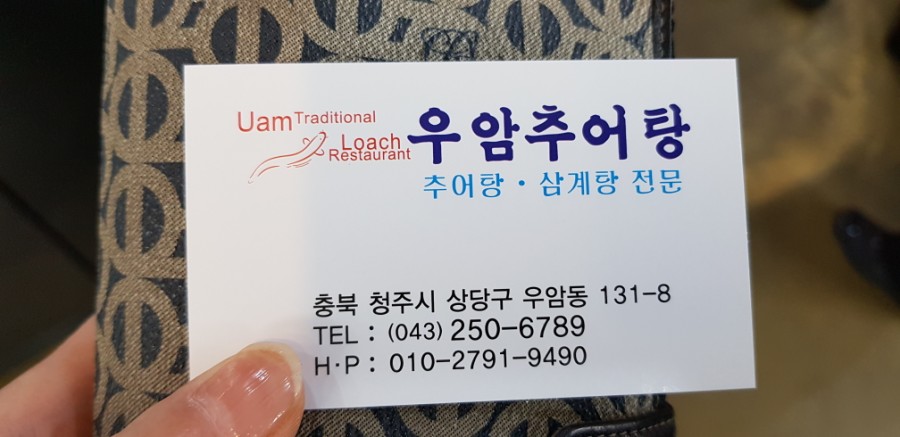 Uam Traditional
Loach
Restaurant
우암추어탕
추어탕 · 삼계탕 전문
충북 청주시 상당구 우암동 131-8
TEL : (043) 250-6789
H·P : 010-2791-9490